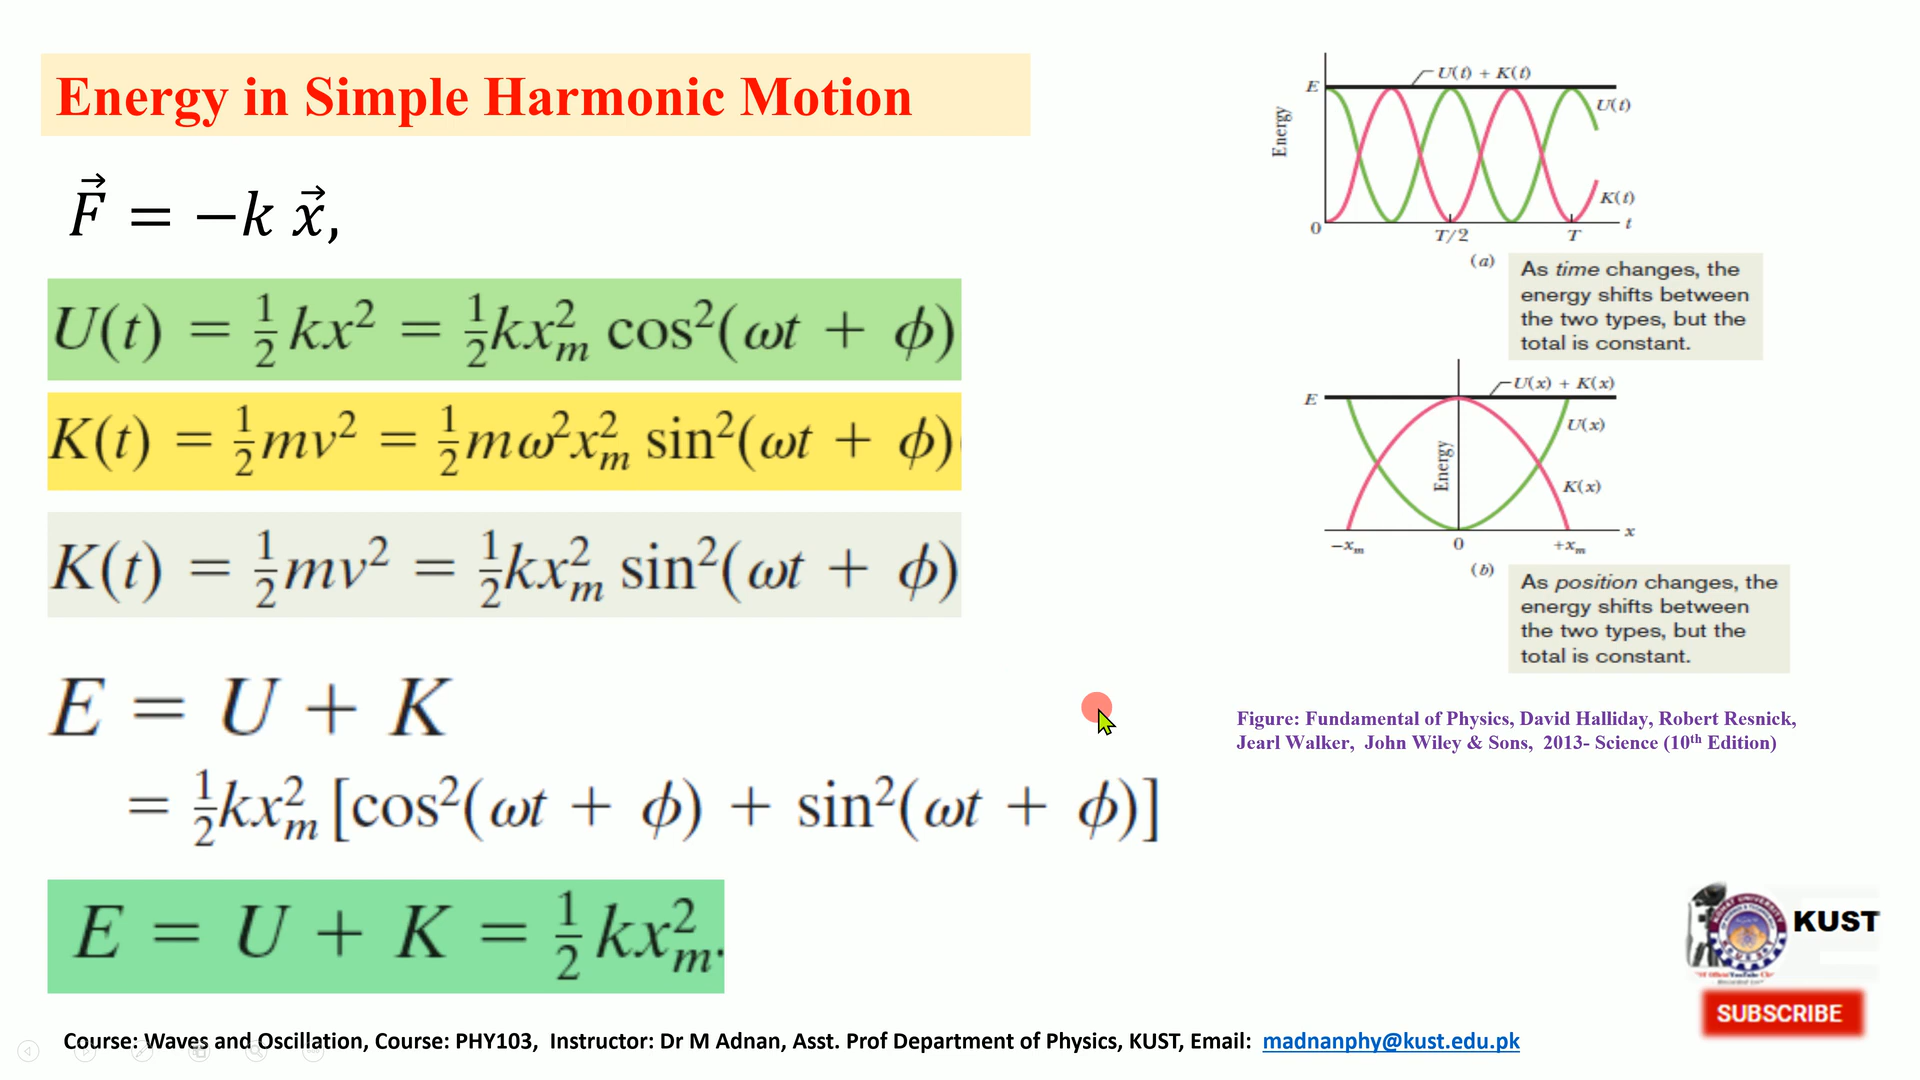 Energy in Simple Harmonic Motion
F⃗ = −k x⃗,
U(t) = ½ kx² = ½kx²ₘ cos²(ωt + ϕ)
K(t) = ½mv² = ½mω²x²ₘ sin²(ωt + ϕ)
K(t) = ½mv² = ½kx²ₘ sin²(ωt + ϕ)
E = U + K
= ½kx²ₘ [cos²(ωt + ϕ) + sin²(ωt + ϕ)]
E = U + K = ½ kx²ₘ.
U(t) + K(t)
E
U(t)
Energy
K(t)
0
T/2
T
t
(a)
As time changes, the
energy shifts between
the two types, but the
total is constant.
U(x) + K(x)
E
U(x)
Energy
K(x)
x
−xₘ
0
+xₘ
(b)
As position changes, the
energy shifts between
the two types, but the
total is constant.
Figure: Fundamental of Physics, David Halliday, Robert Resnick,
Jearl Walker, John Wiley & Sons, 2013- Science (10th Edition)
KUST
SUBSCRIBE
Course: Waves and Oscillation, Course: PHY103, Instructor: Dr M Adnan, Asst. Prof Department of Physics, KUST, Email: madnanphy@kust.edu.pk